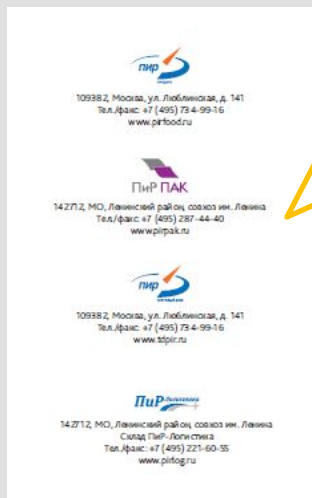 пир
109382, Москва, ул. Люблинская, д. 141
Тел./факс: +7 (495) 734-99-16
www.pirfood.ru
ПиР ПАК
142712, МО, Ленинский район, совхоз им. Ленина
Тел./факс: +7 (495) 287-44-40
www.pirpak.ru
пир
109382, Москва, ул. Люблинская, д. 141
Тел./факс: +7 (495) 734-99-16
www.tdpir.ru
ПиР-Логистика
142712, МО, Ленинский район, совхоз им. Ленина
Склад ПиР-Логистика
Тел./факс: +7 (495) 221-60-55
www.pirlog.ru